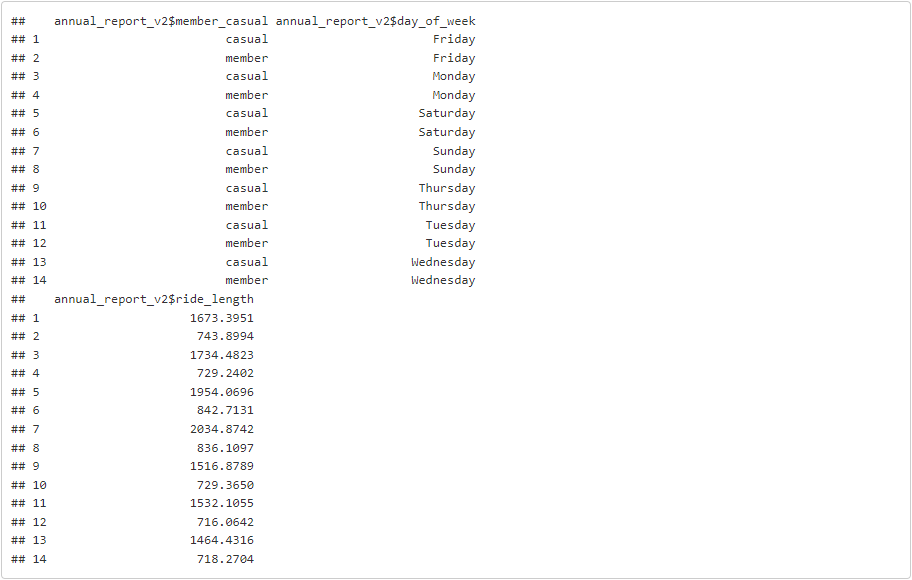 ##    annual_report_v2$member_casual annual_report_v2$day_of_week
## 1                          casual                       Friday
## 2                          member                       Friday
## 3                          casual                       Monday
## 4                          member                       Monday
## 5                          casual                     Saturday
## 6                          member                     Saturday
## 7                          casual                       Sunday
## 8                          member                       Sunday
## 9                          casual                     Thursday
## 10                         member                     Thursday
## 11                         casual                      Tuesday
## 12                         member                      Tuesday
## 13                         casual                    Wednesday
## 14                         member                    Wednesday
##    annual_report_v2$ride_length
## 1                     1673.3951
## 2                      743.8994
## 3                     1734.4823
## 4                      729.2402
## 5                     1954.0696
## 6                      842.7131
## 7                     2034.8742
## 8                      836.1097
## 9                     1516.8789
## 10                     729.3650
## 11                    1532.1055
## 12                     716.0642
## 13                    1464.4316
## 14                     718.2704